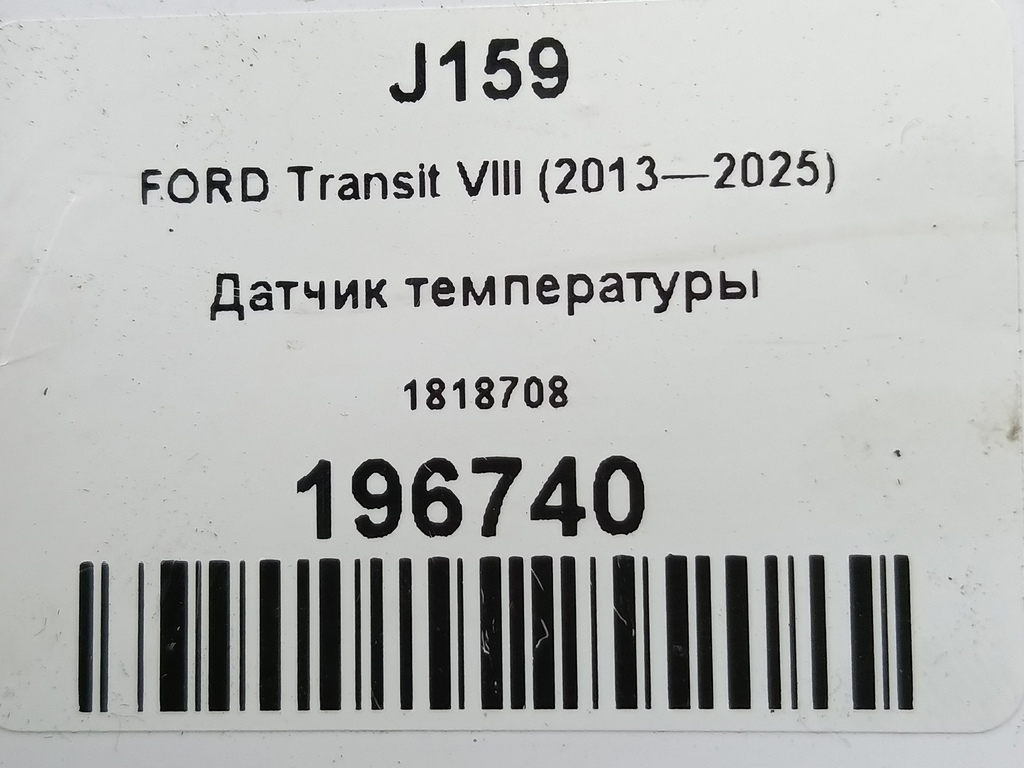 J159
FORD Transit VIII (2013—2025)
Датчик температуры
1818708
196740